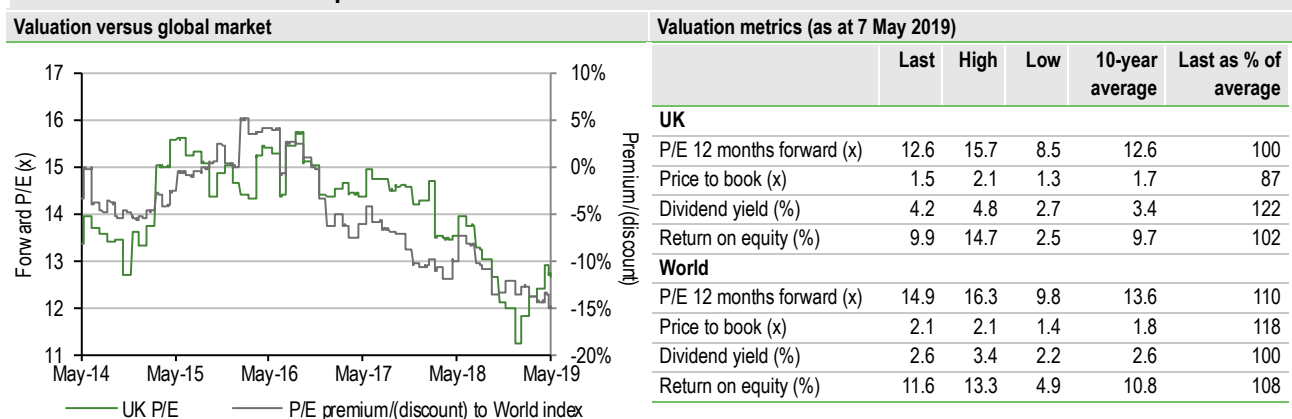 Valuation versus global market
17
16
15
14
13
12
11
Forward P/E (x)
10%
5%
0%
-5%
-10%
-15%
-20%
Premium/(discount)
May-14 May-15 May-16 May-17 May-18 May-19
UK P/E P/E premium/(discount) to World index
Valuation metrics (as at 7 May 2019)
Last High Low 10-year average Last as % of average
UK
P/E 12 months forward (x) 12.6 15.7 8.5 12.6 100
Price to book (x) 1.5 2.1 1.3 1.7 87
Dividend yield (%) 4.2 4.8 2.7 3.4 122
Return on equity (%) 9.9 14.7 2.5 9.7 102
World
P/E 12 months forward (x) 14.9 16.3 9.8 13.6 110
Price to book (x) 2.1 2.1 1.4 1.8 118
Dividend yield (%) 2.6 3.4 2.2 2.6 100
Return on equity (%) 11.6 13.3 4.9 10.8 108